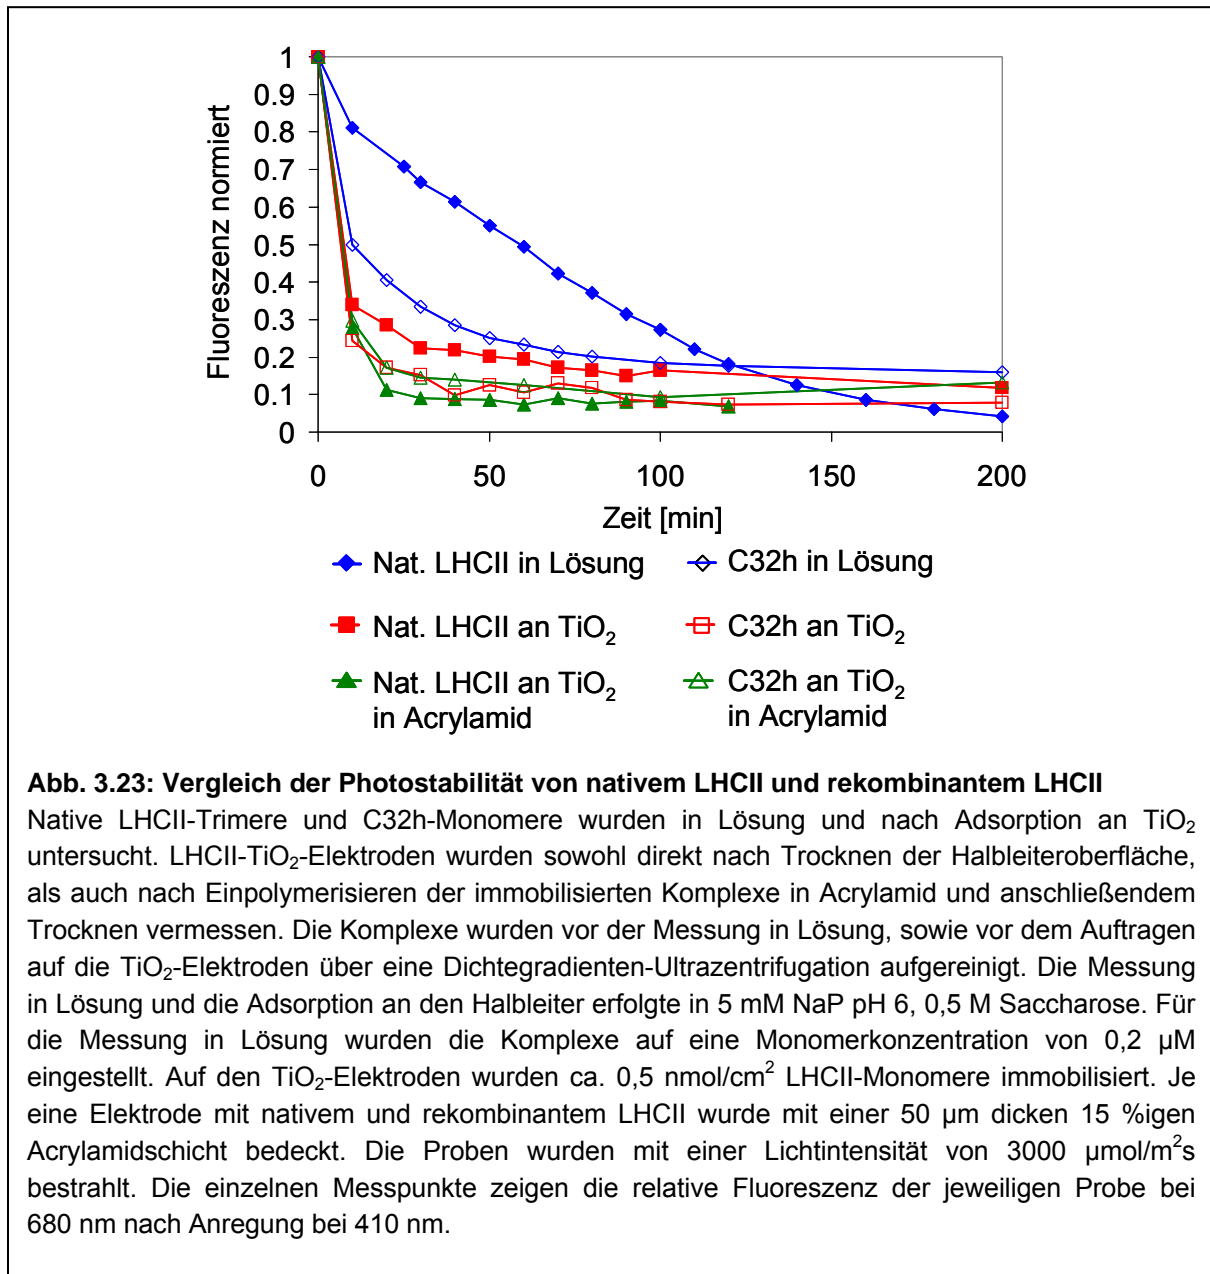 1
0.9
0.8
0.7
0.6
0.5
0.4
0.3
0.2
0.1
0
Fluoreszenz normiert
0 50 100 150 200
Zeit [min]
Nat. LHCII in Lösung C32h in Lösung
Nat. LHCII an TiO₂ C32h an TiO₂
Nat. LHCII an TiO₂ C32h an TiO₂
in Acrylamid in Acrylamid
Abb. 3.23: Vergleich der Photostabilität von nativem LHCII und rekombinantem LHCII
Native LHCII-Trimere und C32h-Monomere wurden in Lösung und nach Adsorption an TiO₂
untersucht. LHCII-TiO₂-Elektroden wurden sowohl direkt nach Trocknen der Halbleiteroberfläche,
als auch nach Einpolymerisieren der immobilisierten Komplexe in Acrylamid und anschließendem
Trocknen vermessen. Die Komplexe wurden vor der Messung in Lösung, sowie vor dem Auftragen
auf die TiO₂-Elektroden über eine Dichtegradienten-Ultrazentrifugation aufgereinigt. Die Messung
in Lösung und die Adsorption an den Halbleiter erfolgte in 5 mM NaP pH 6, 0,5 M Saccharose. Für
die Messung in Lösung wurden die Komplexe auf eine Monomerkonzentration von 0,2 µM
eingestellt. Auf den TiO₂-Elektroden wurden ca. 0,5 nmol/cm² LHCII-Monomere immobilisiert. Je
eine Elektrode mit nativem und rekombinantem LHCII wurde mit einer 50 µm dicken 15 %igen
Acrylamidschicht bedeckt. Die Proben wurden mit einer Lichtintensität von 3000 µmol/m²s
bestrahlt. Die einzelnen Messpunkte zeigen die relative Fluoreszenz der jeweiligen Probe bei
680 nm nach Anregung bei 410 nm.